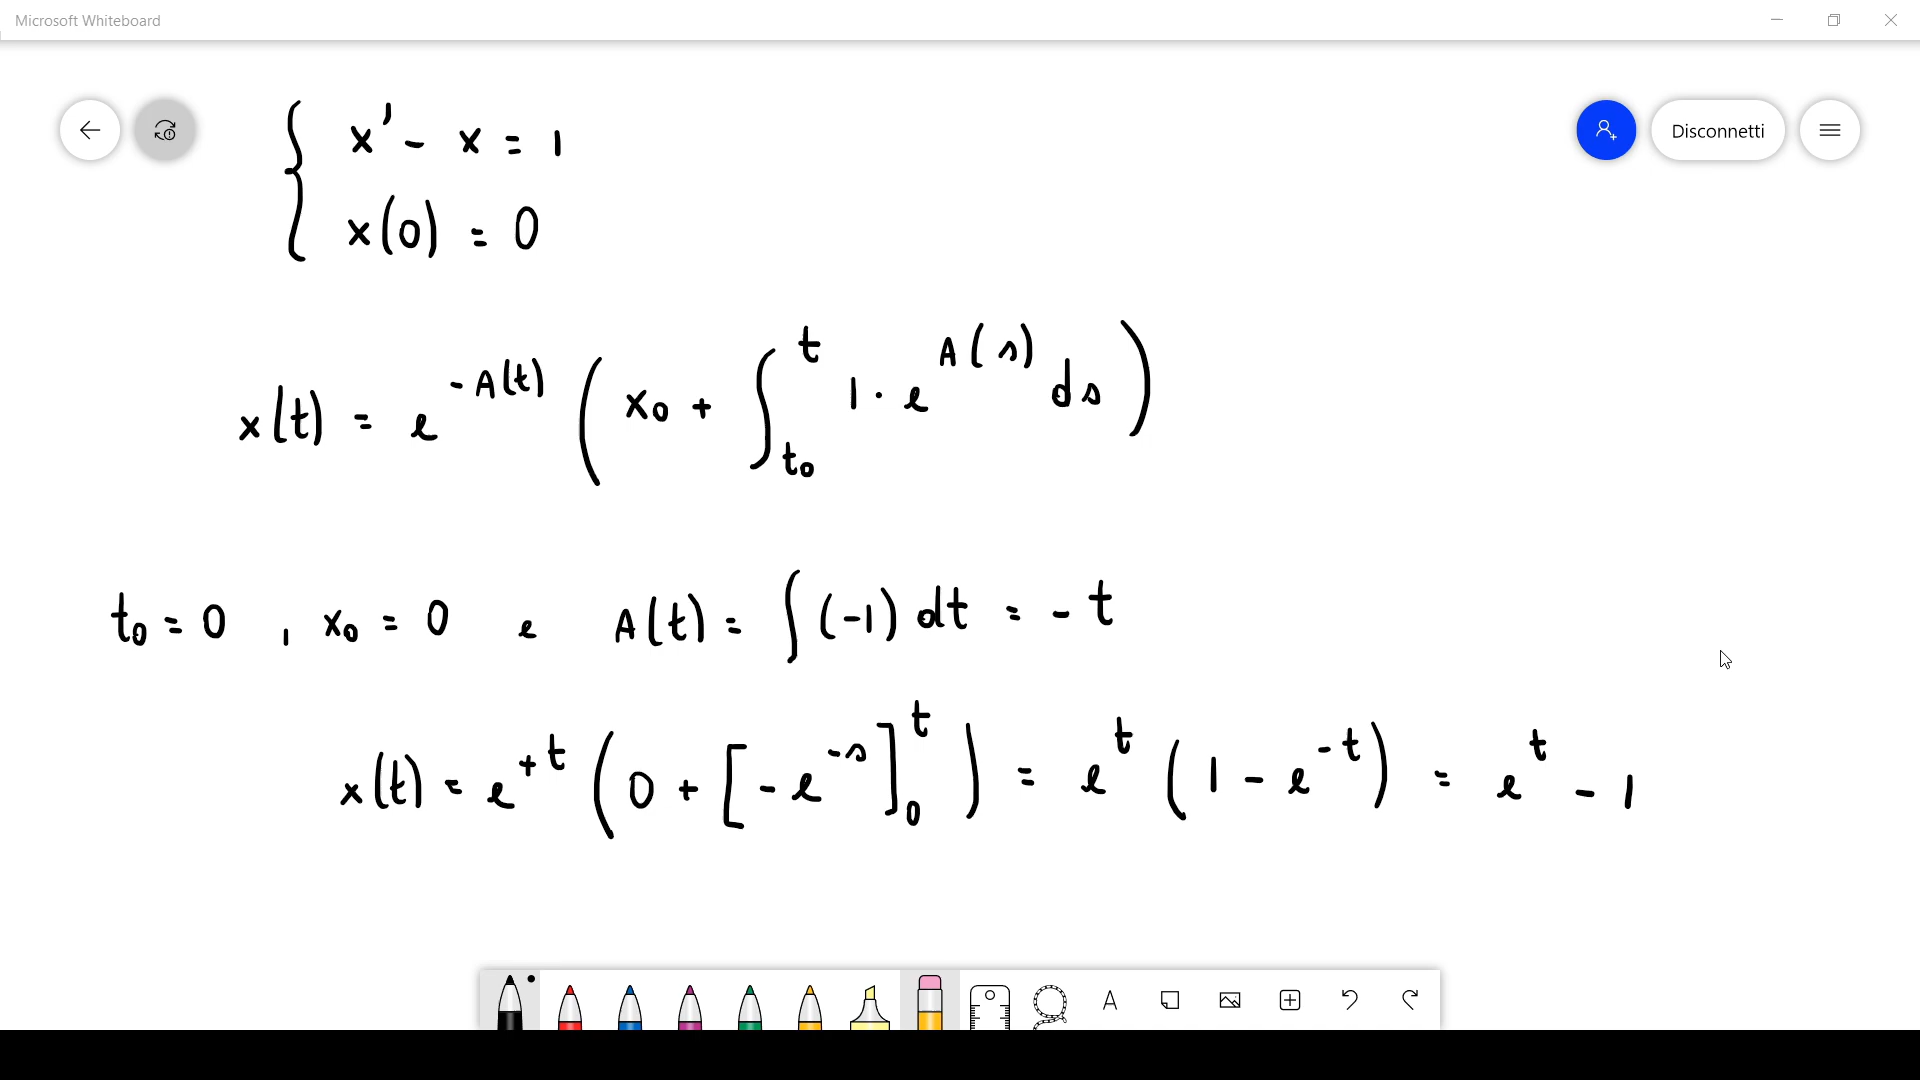 Microsoft Whiteboard
Disconnetti
x' - x = 1
x(0) = 0
x(t) = e^{-A(t)} ( x₀ + ∫_{t₀}^{t} 1 · e^{A(s)} ds )
t₀ = 0 , x₀ = 0 e A(t) = ∫ (-1) dt = - t
x(t) = e^{+t} ( 0 + [ - e^{-s} ]_{0}^{t} ) = e^{t} ( 1 - e^{-t} ) = e^{t} - 1